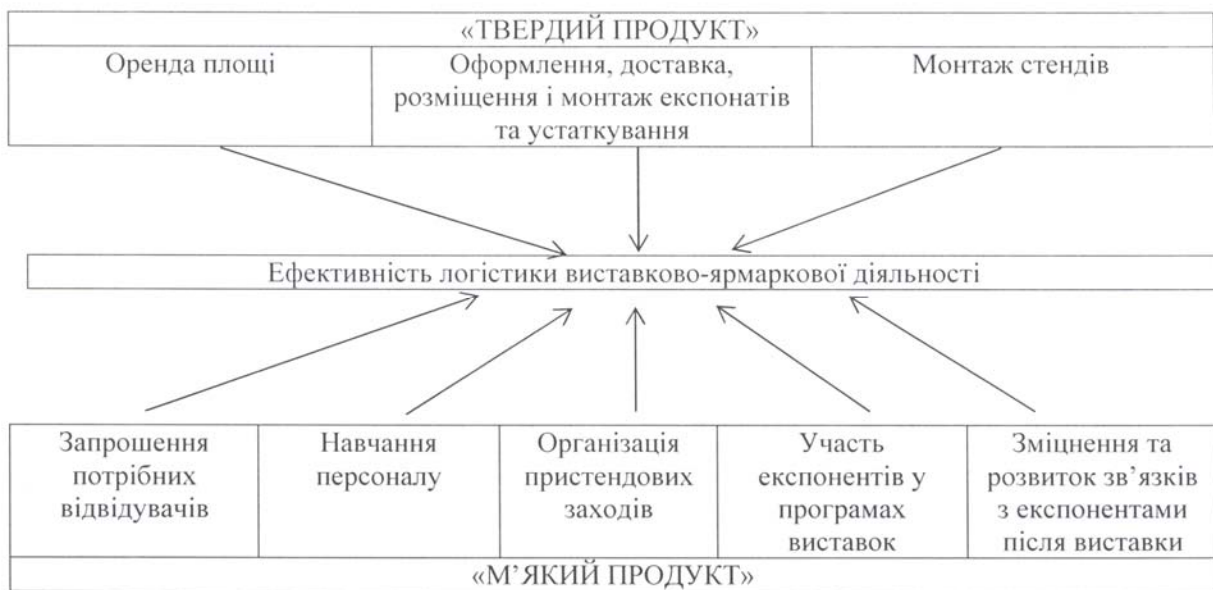 «ТВЕРДИЙ ПРОДУКТ»
Оренда площі
Оформлення, доставка,
розміщення і монтаж експонатів
та устаткування
Монтаж стендів
Ефективність логістики виставково-ярмаркової діяльності
Запрошення
потрібних
відвідувачів
Навчання
персоналу
Організація
пристендових
заходів
Участь
експонентів у
програмах
виставок
Зміцнення та
розвиток зв’язків
з експонентами
після виставки
«М’ЯКИЙ ПРОДУКТ»